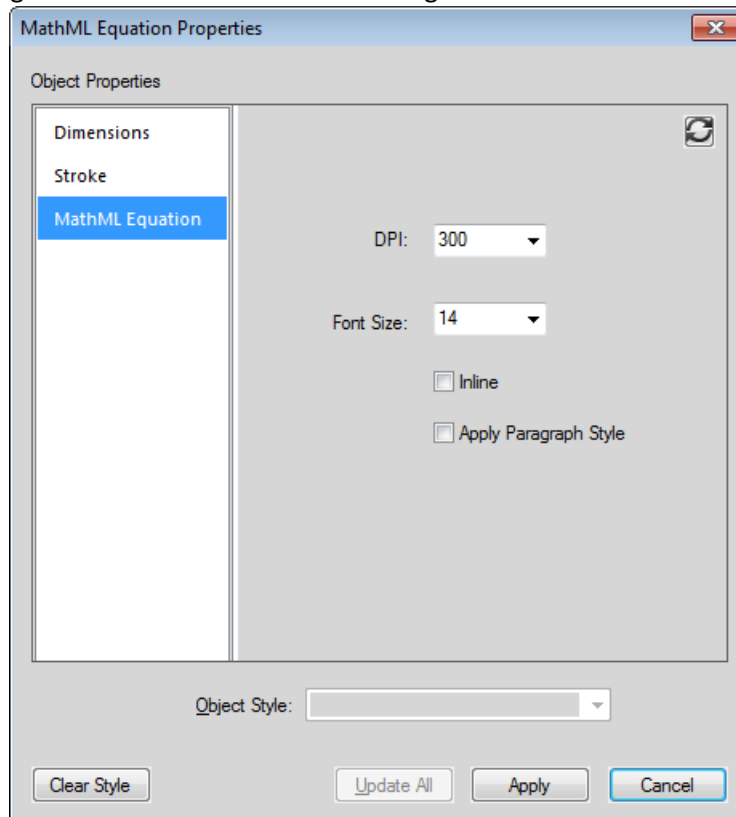 MathML Equation Properties
Object Properties
Dimensions
Stroke
MathML Equation
DPI: 300
Font Size: 14
Inline
Apply Paragraph Style
Object Style:
Clear Style Update All Apply Cancel